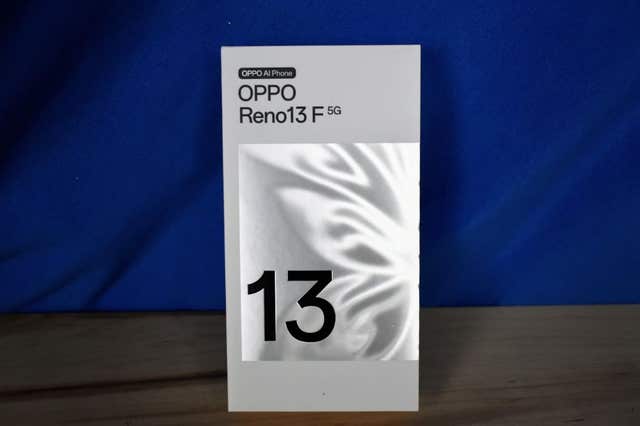 OPPO AI Phone
OPPO
Reno13 F 5G
13